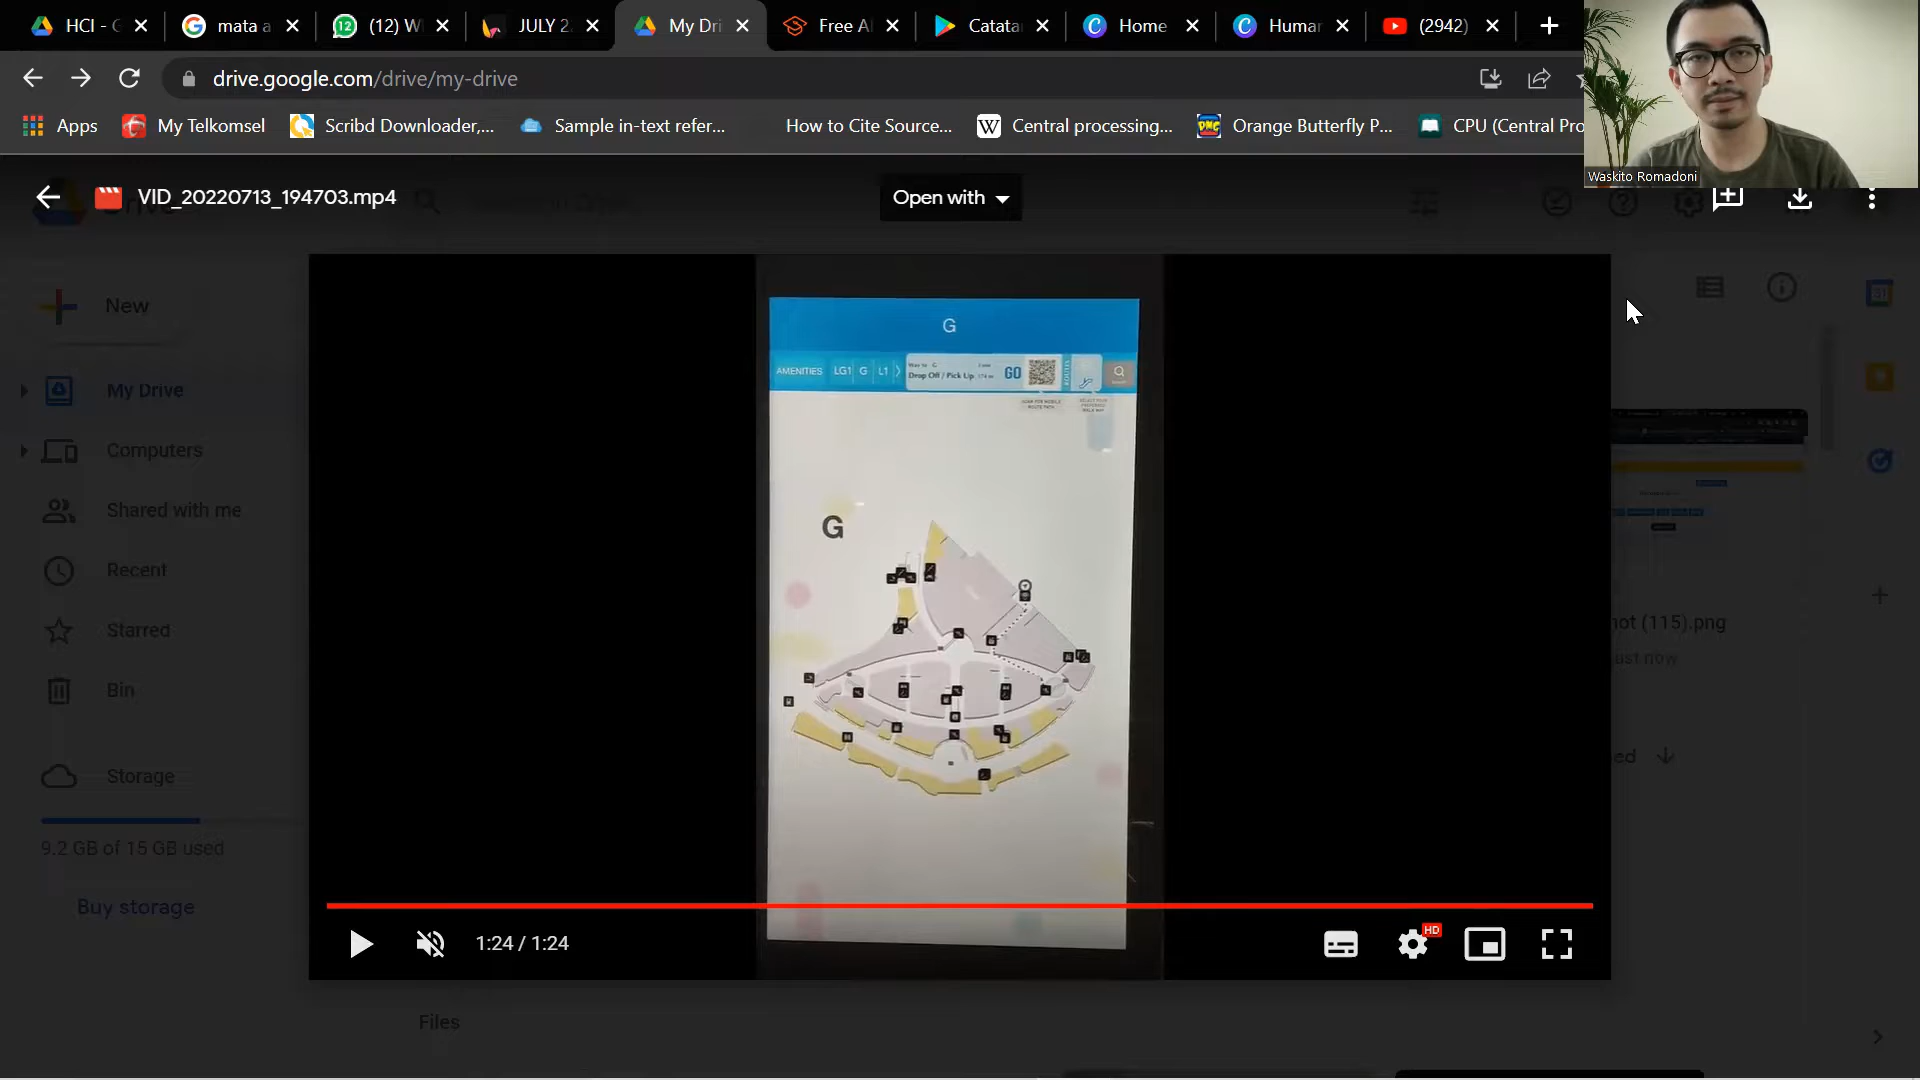 HCI - G
mata a
(12) W
JULY 2
My Dri
Free AI
Catata
Home
Humar
(2942)
drive.google.com/drive/my-drive
Apps
My Telkomsel
Scribd Downloader,...
Sample in-text refer...
How to Cite Source...
Central processing...
Orange Butterfly P...
CPU (Central Pro
Waskito Romadoni
VID_20220713_194703.mp4
Open with
New
My Drive
Computers
Shared with me
Recent
Starred
Bin
Storage
9.2 GB of 15 GB used
Buy storage
G
AMENITIES
LG1
G
L1
Drop Off / Pick Up
GO
G
hot (115).png
ust now
ed
1:24 / 1:24
HD
Files